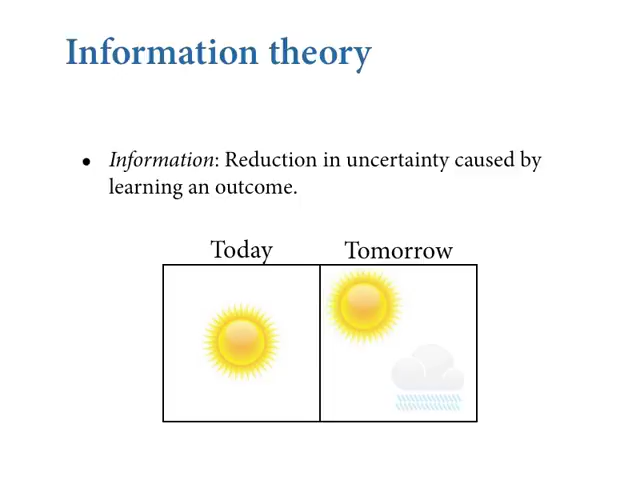 Information theory
• Information: Reduction in uncertainty caused by
learning an outcome.
Today Tomorrow